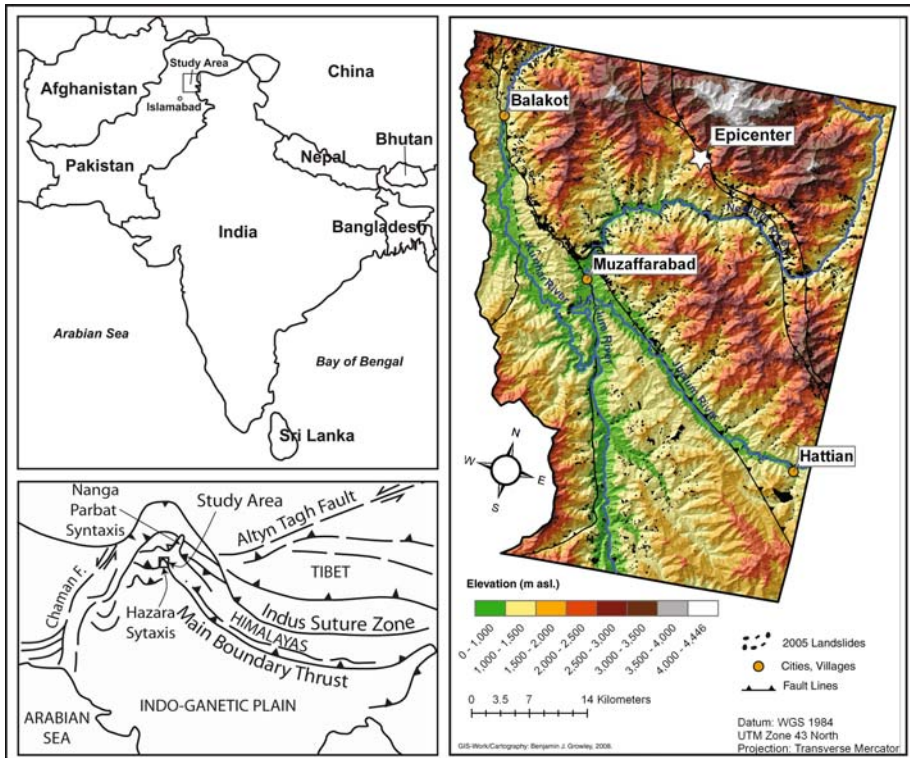 Study Area
China
Afghanistan
Islamabad
Bhutan
Nepal
Pakistan
India
Bangladesh
Arabian Sea
Bay of Bengal
Sri Lanka
Nanga
Parbat
Syntaxis
Study Area
Altyn Tagh Fault
Chaman F.
TIBET
Indus Suture Zone
HIMALAYAS
Hazara
Sytaxis
Main Boundary Thrust
INDO-GANETIC PLAIN
ARABIAN
SEA
Balakot
Epicenter
Muzaffarabad
Kunhar River
Jhelum River
Hattian
N
W
E
S
Elevation (m asl.)
0 - 1,000
1.000 - 1.500
1.500 - 2.000
2.000 - 2.500
2.500 - 3.000
3.000 - 3.500
3.500 - 4.000
4.000 - 4.446
0 3.5 7 14 Kilometers
2005 Landslides
Cities, Villages
Fault Lines
Datum: WGS 1984
UTM Zone 43 North
Projection: Transverse Mercator
GIS-Work/Cartography: Benjamin J. Growley, 2008.